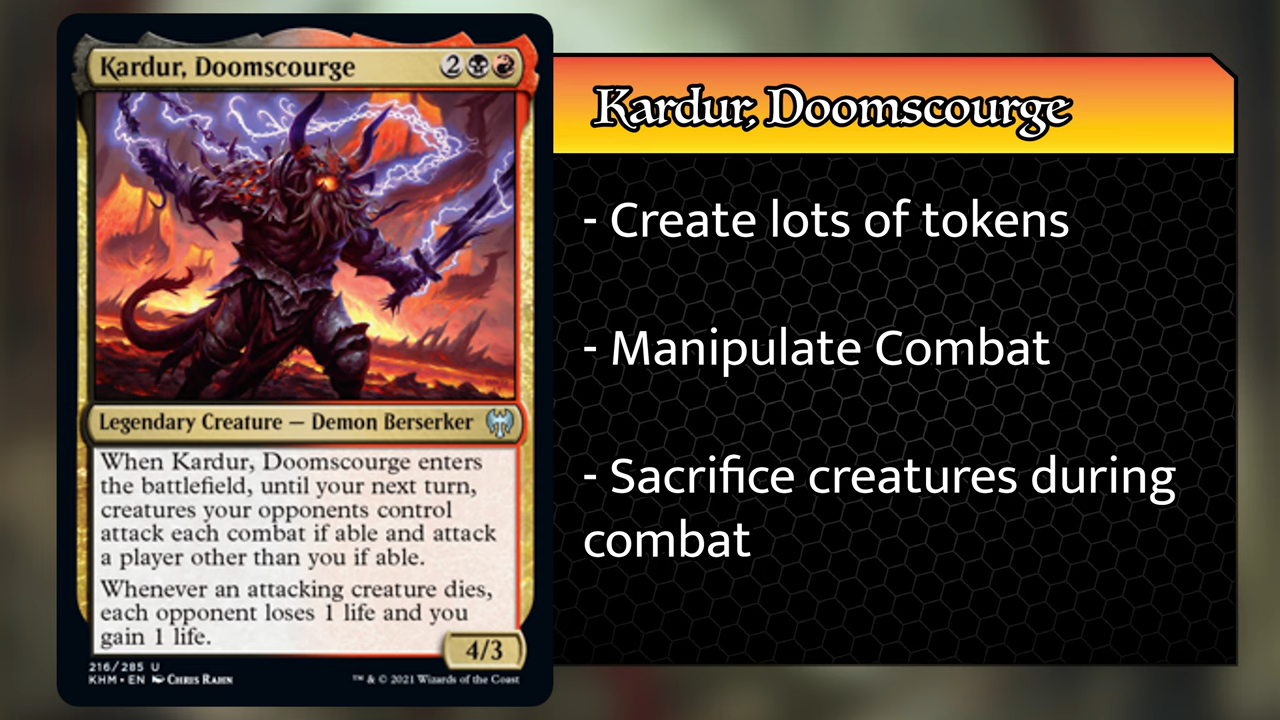 Kardur, Doomscourge 2
Legendary Creature — Demon Berserker
When Kardur, Doomscourge enters
the battlefield, until your next turn,
creatures your opponents control
attack each combat if able and attack
a player other than you if able.
Whenever an attacking creature dies,
each opponent loses 1 life and you
gain 1 life.
4/3
216/285 U
KHM • EN Chris Rahn
™ & © 2021 Wizards of the Coast
Kardur, Doomscourge
- Create lots of tokens
- Manipulate Combat
- Sacrifice creatures during
combat